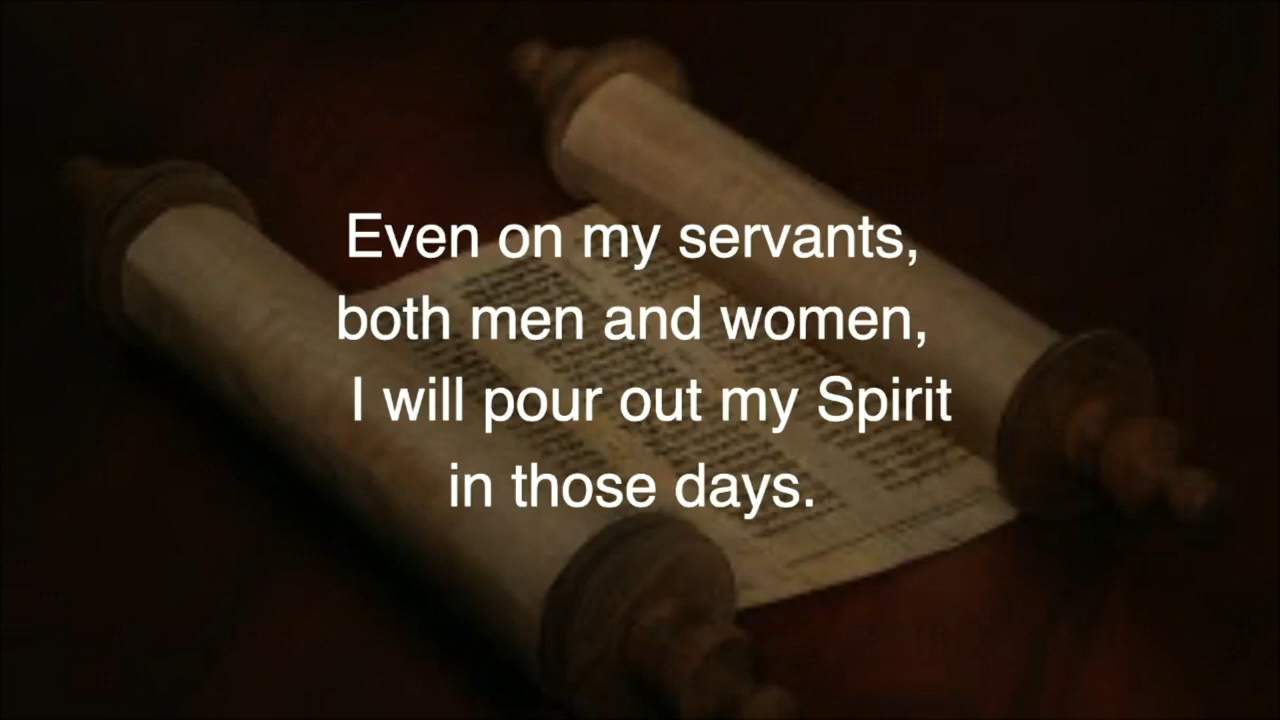 Even on my servants,
both men and women,
I will pour out my Spirit
in those days.